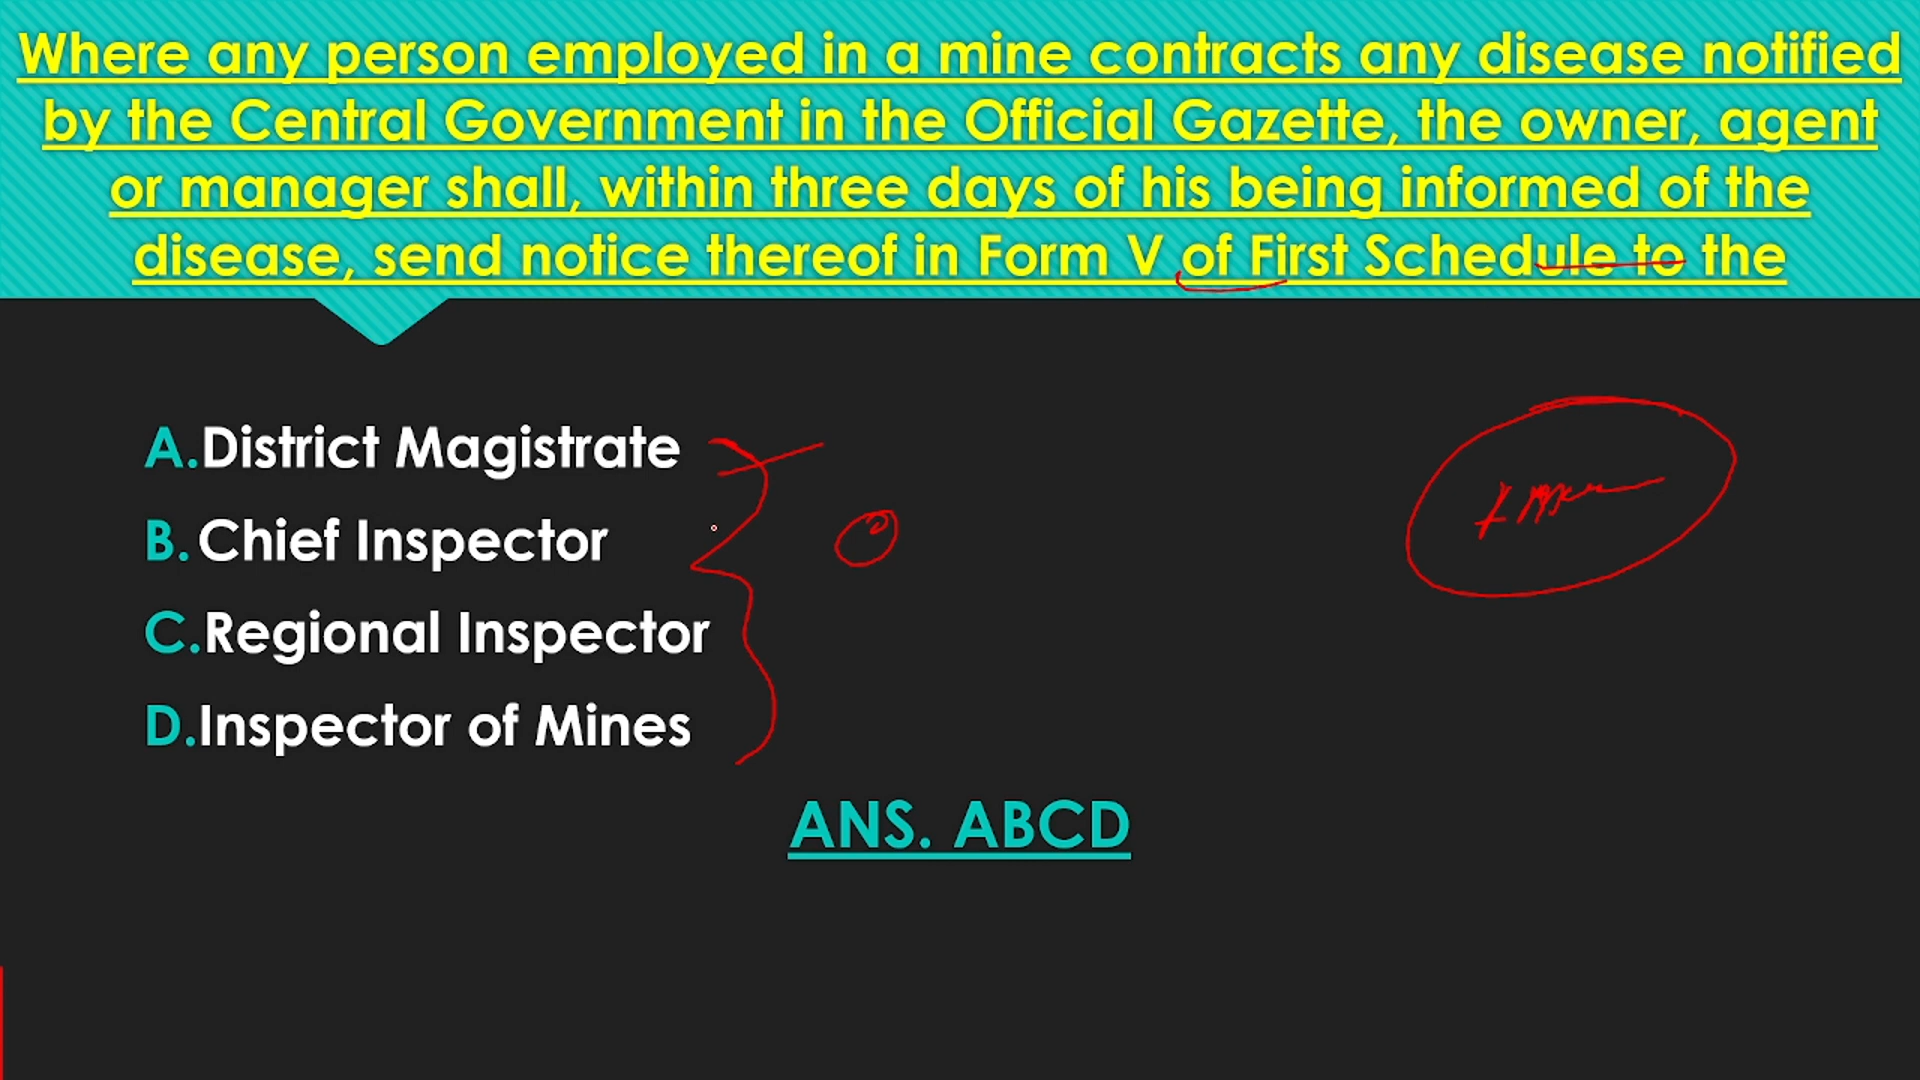 Where any person employed in a mine contracts any disease notified
by the Central Government in the Official Gazette, the owner, agent
or manager shall, within three days of his being informed of the
disease, send notice thereof in Form V of First Schedule to the
A.District Magistrate
B. Chief Inspector
C.Regional Inspector
D.Inspector of Mines
ANS. ABCD